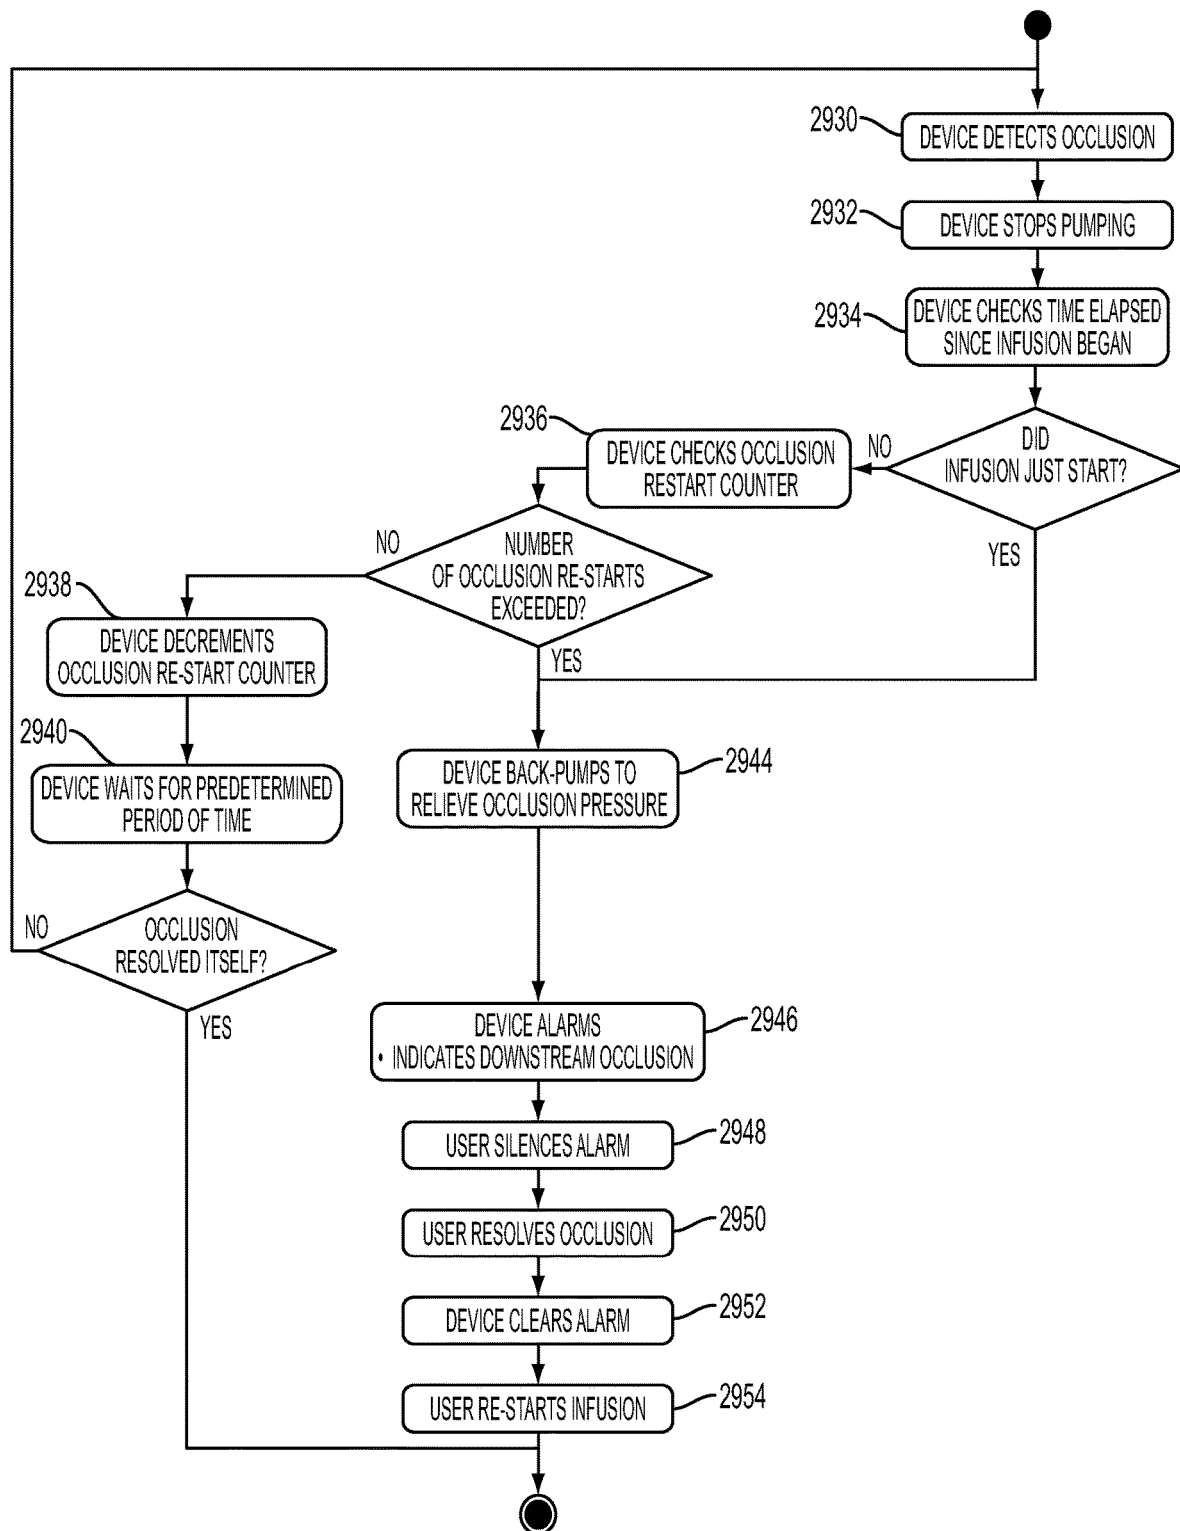 2930
DEVICE DETECTS OCCLUSION
2932
DEVICE STOPS PUMPING
2934
DEVICE CHECKS TIME ELAPSED
SINCE INFUSION BEGAN
DID
INFUSION JUST START?
NO
YES
2936
DEVICE CHECKS OCCLUSION
RESTART COUNTER
NUMBER
OF OCCLUSION RE-STARTS
EXCEEDED?
NO
YES
2938
DEVICE DECREMENTS
OCCLUSION RE-START COUNTER
2940
DEVICE WAITS FOR PREDETERMINED
PERIOD OF TIME
OCCLUSION
RESOLVED ITSELF?
NO
YES
DEVICE BACK-PUMPS TO
RELIEVE OCCLUSION PRESSURE
2944
DEVICE ALARMS
• INDICATES DOWNSTREAM OCCLUSION
2946
USER SILENCES ALARM
2948
USER RESOLVES OCCLUSION
2950
DEVICE CLEARS ALARM
2952
USER RE-STARTS INFUSION
2954